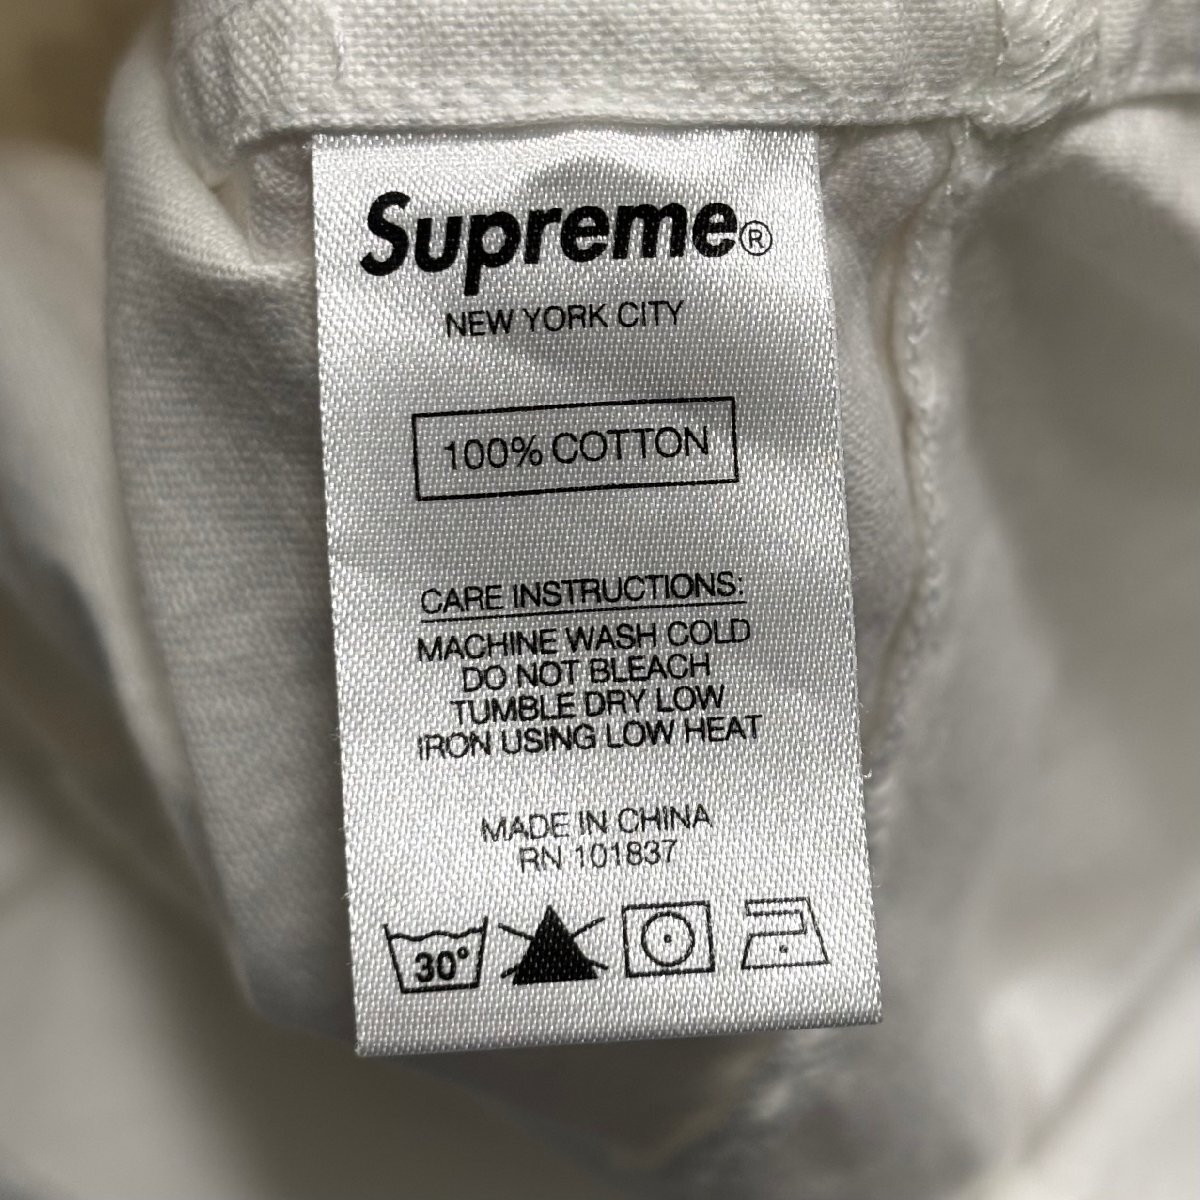 Supreme®
NEW YORK CITY
100% COTTON
CARE INSTRUCTIONS:
MACHINE WASH COLD
DO NOT BLEACH
TUMBLE DRY LOW
IRON USING LOW HEAT
MADE IN CHINA
RN 101837
30°